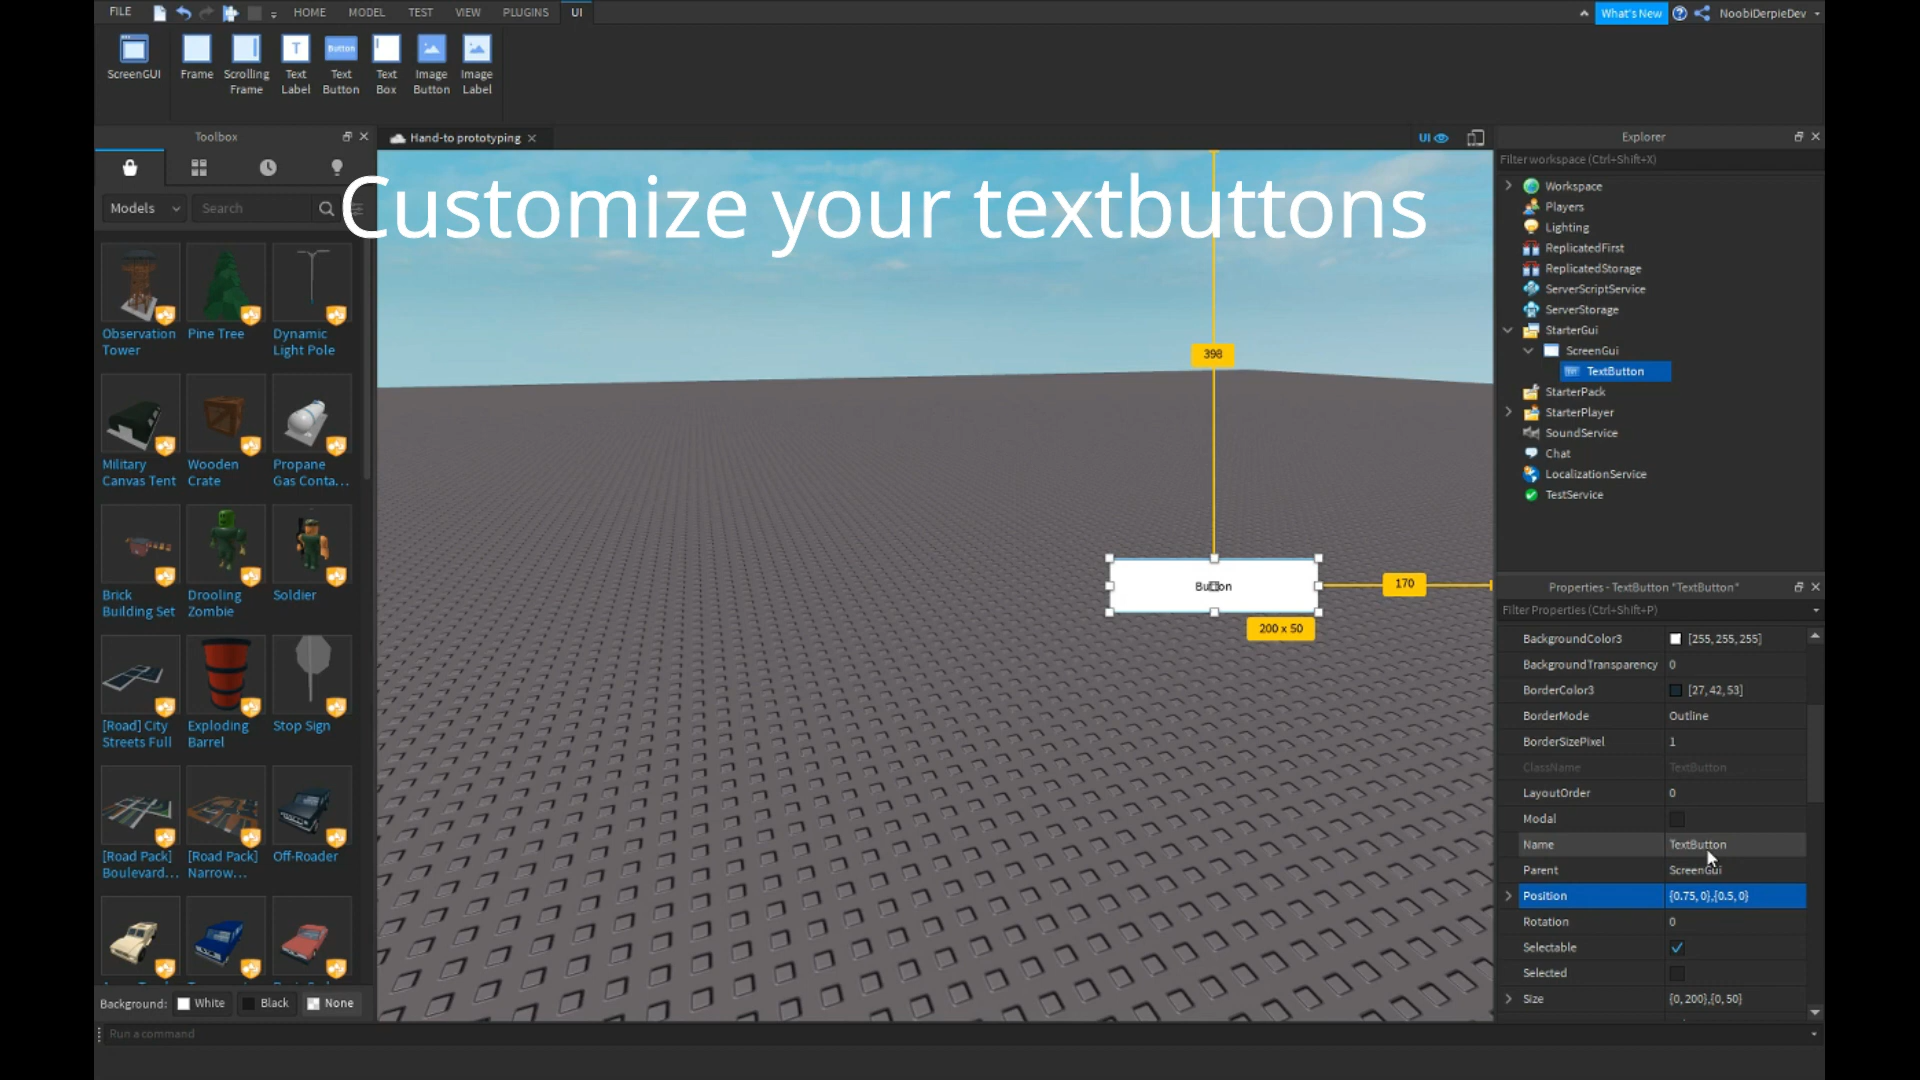 FILE HOME MODEL TEST VIEW PLUGINS UI What's New NoobiDerpieDev
ScreenGUI Frame Scrolling Frame Text Label Button Text Button Text Box Image Button Image Label
Toolbox
Hand-to prototyping
UI
Models
Search
Customize your textbuttons
Observation Tower
Pine Tree
Dynamic Light Pole
Military Canvas Tent
Wooden Crate
Propane Gas Conta...
Brick Building Set
Drooling Zombie
Soldier
[Road] City Streets Full
Exploding Barrel
Stop Sign
[Road Pack] Boulevard...
[Road Pack] Narrow...
Off-Roader
Background: White Black None
Run a command
398
170
200 x 50
Explorer
Filter workspace (Ctrl+Shift+X)
Workspace
Players
Lighting
ReplicatedFirst
ReplicatedStorage
ServerScriptService
ServerStorage
StarterGui
ScreenGui
TextButton
StarterPack
StarterPlayer
SoundService
Chat
LocalizationService
TestService
Properties - TextButton "TextButton"
Filter Properties (Ctrl+Shift+P)
BackgroundColor3 [255, 255, 255]
BackgroundTransparency 0
BorderColor3 [27, 42, 53]
BorderMode Outline
BorderSizePixel 1
ClassName TextButton
LayoutOrder 0
Modal
Name TextButton
Parent ScreenGui
Position {0.75, 0},{0.5, 0}
Rotation 0
Selectable
Selected
Size {0, 200},{0, 50}